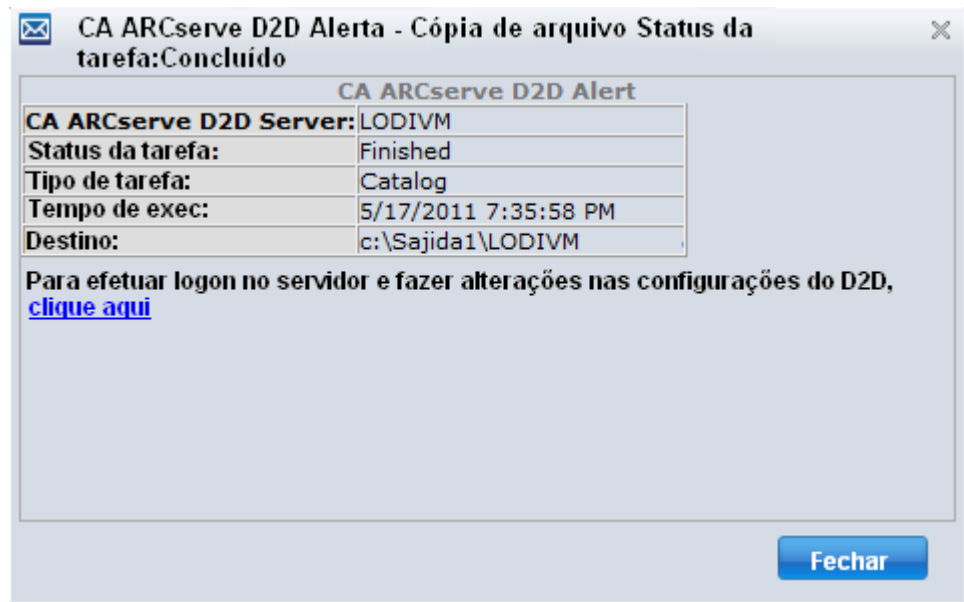 CA ARCserve D2D Alerta - Cópia de arquivo Status da
tarefa:Concluído
CA ARCserve D2D Alert
CA ARCserve D2D Server: LODIVM
Status da tarefa: Finished
Tipo de tarefa: Catalog
Tempo de exec: 5/17/2011 7:35:58 PM
Destino: c:\Sajida1\LODIVM
Para efetuar logon no servidor e fazer alterações nas configurações do D2D,
clique aqui
Fechar